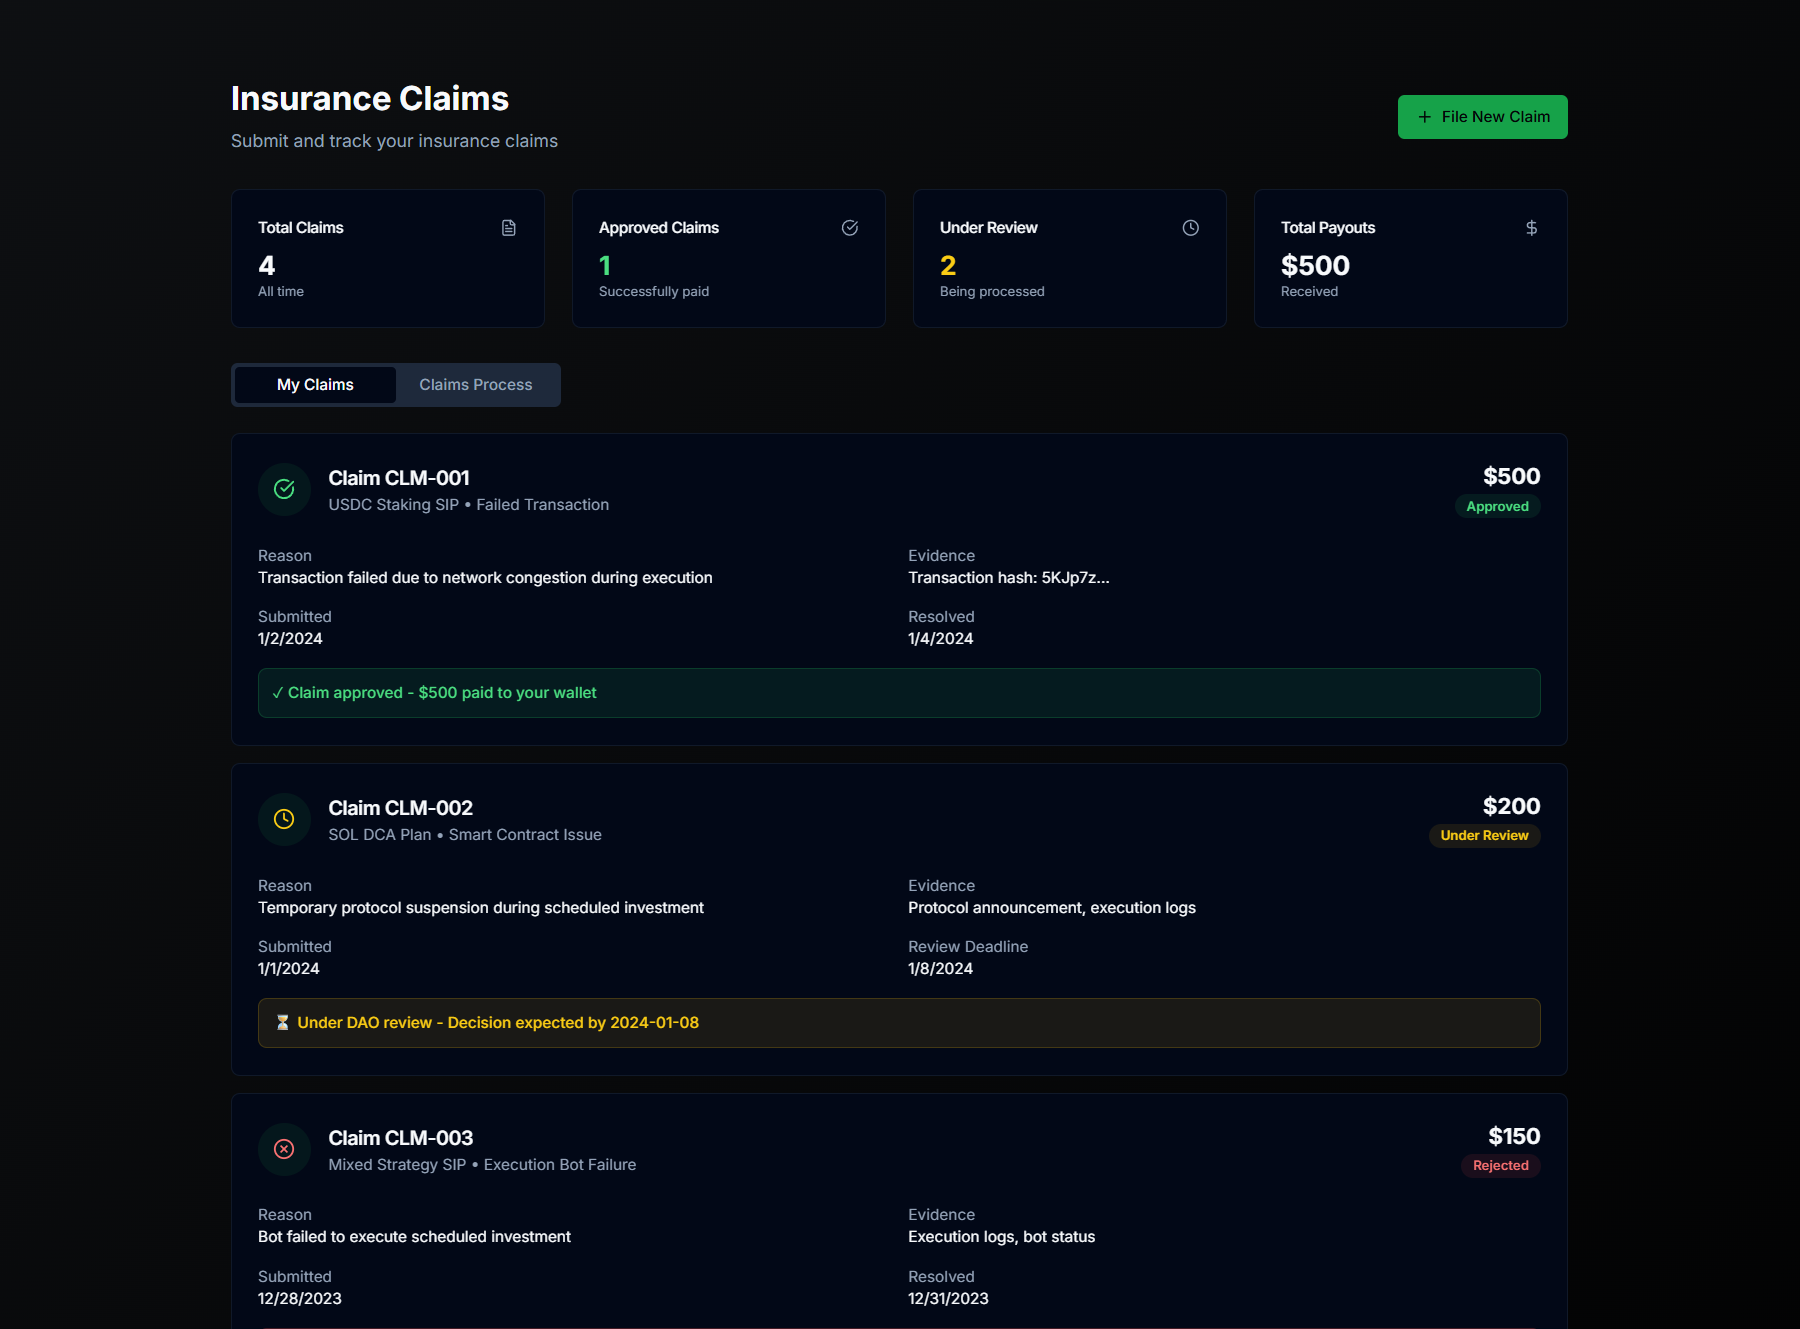 Insurance Claims
Submit and track your insurance claims
+ File New Claim
Total Claims
4
All time
Approved Claims
1
Successfully paid
Under Review
2
Being processed
Total Payouts
$
$500
Received
My Claims
Claims Process
Claim CLM-001
USDC Staking SIP • Failed Transaction
$500
Approved
Reason
Transaction failed due to network congestion during execution
Evidence
Transaction hash: 5KJp7z...
Submitted
1/2/2024
Resolved
1/4/2024
✓ Claim approved - $500 paid to your wallet
Claim CLM-002
SOL DCA Plan • Smart Contract Issue
$200
Under Review
Reason
Temporary protocol suspension during scheduled investment
Evidence
Protocol announcement, execution logs
Submitted
1/1/2024
Review Deadline
1/8/2024
⏳ Under DAO review - Decision expected by 2024-01-08
Claim CLM-003
Mixed Strategy SIP • Execution Bot Failure
$150
Rejected
Reason
Bot failed to execute scheduled investment
Evidence
Execution logs, bot status
Submitted
12/28/2023
Resolved
12/31/2023